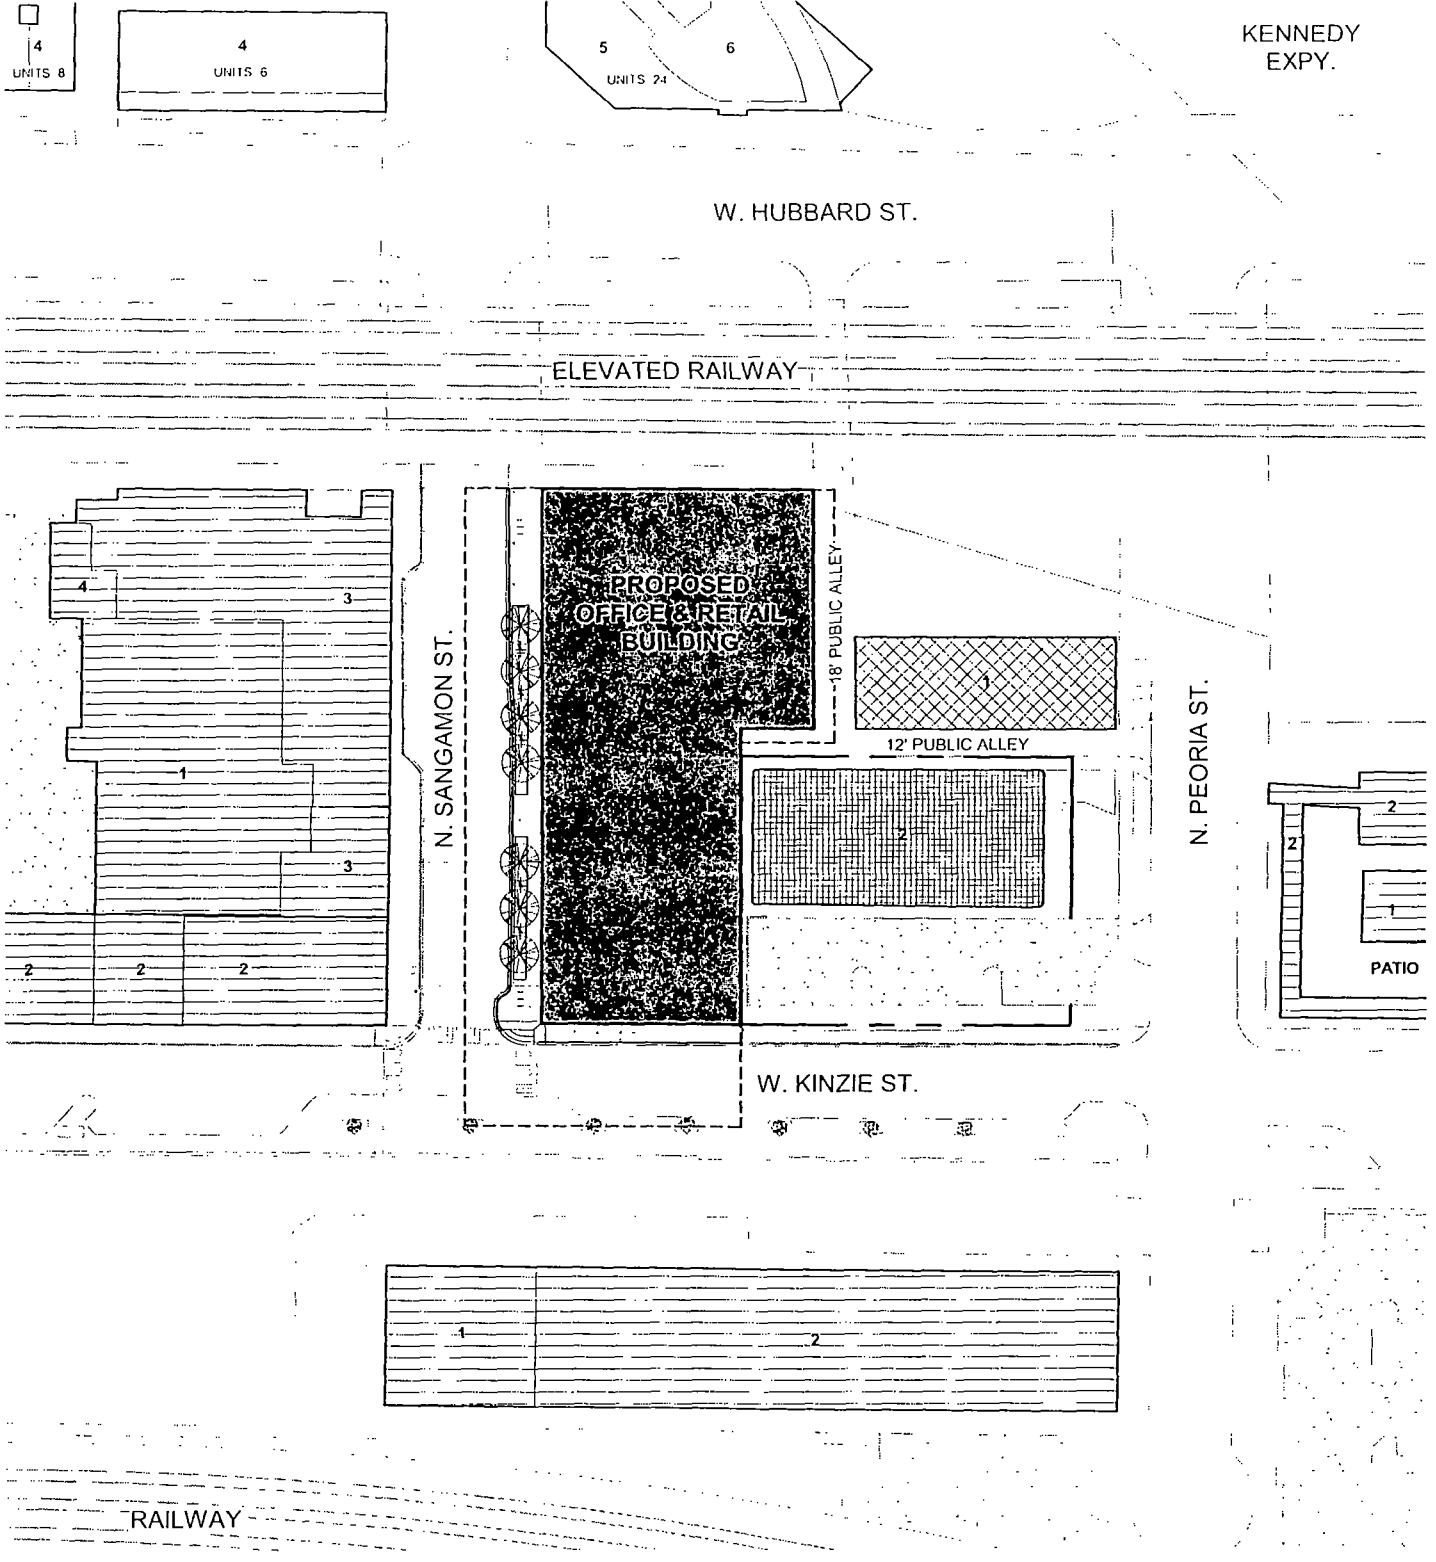 4
UNITS 8
4
UNITS 6
5
6
UNITS 24
KENNEDY
EXPY.
W. HUBBARD ST.
ELEVATED RAILWAY
PROPOSED
OFFICE & RETAIL
BUILDING
18' PUBLIC ALLEY
4
3
N. SANGAMON ST.
1
12' PUBLIC ALLEY
N. PEORIA ST.
1
3
2
2
2
1
PATIO
2
2
2
W. KINZIE ST.
1
2
RAILWAY